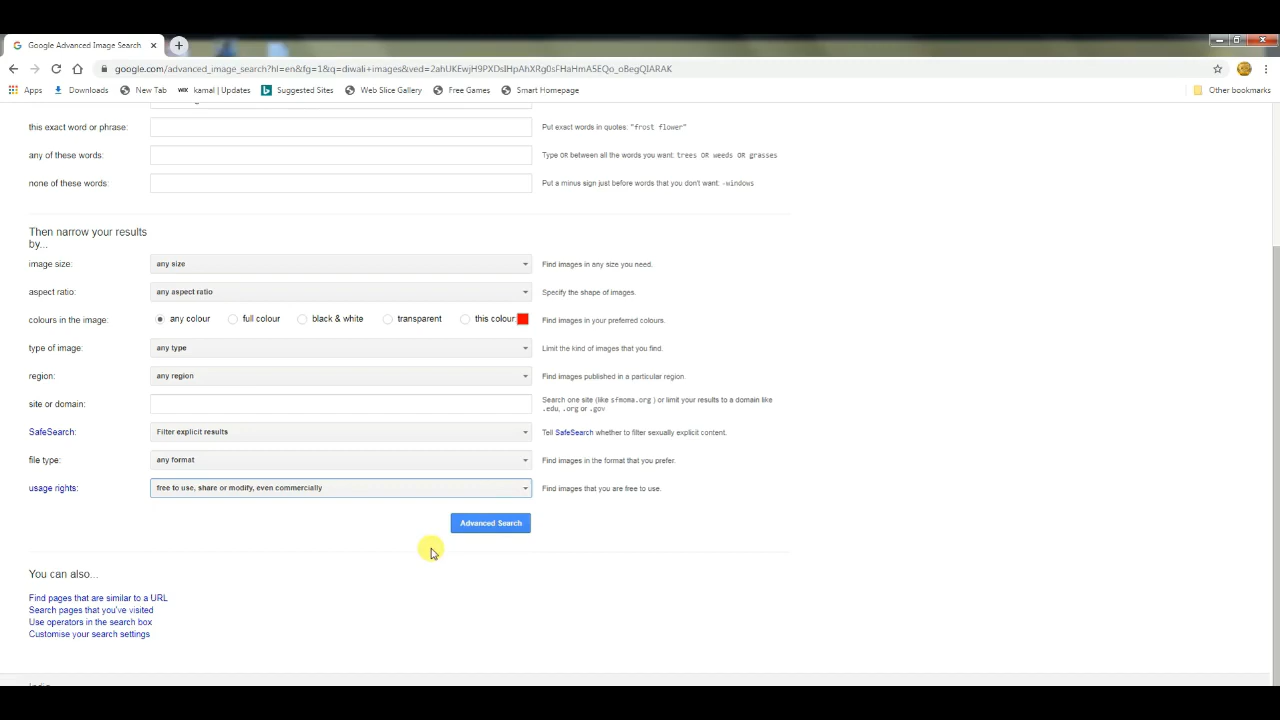 Google Advanced Image Search
google.com/advanced_image_search?hl=en&fg=1&q=diwali+images&ved=2ahUKEwjH9PXDslHpAhXRg0sFHaHmA5EQo_oBegQIARAK
Apps Downloads New Tab WiX kamal | Updates Suggested Sites Web Slice Gallery Free Games Smart Homepage Other bookmarks
this exact word or phrase: Put exact words in quotes: "frost flower"
any of these words: Type OR between all the words you want: trees OR weeds OR grasses
none of these words: Put a minus sign just before words that you don't want: -windows
Then narrow your results
by...
image size: any size Find images in any size you need.
aspect ratio: any aspect ratio Specify the shape of images.
colours in the image: any colour full colour black & white transparent this colour: Find images in your preferred colours.
type of image: any type Limit the kind of images that you find.
region: any region Find images published in a particular region.
site or domain: Search one site (like sfmoma.org ) or limit your results to a domain like
.edu, .org or .gov
SafeSearch: Filter explicit results Tell SafeSearch whether to filter sexually explicit content.
file type: any format Find images in the format that you prefer.
usage rights: free to use, share or modify, even commercially Find images that you are free to use.
Advanced Search
You can also...
Find pages that are similar to a URL
Search pages that you've visited
Use operators in the search box
Customise your search settings